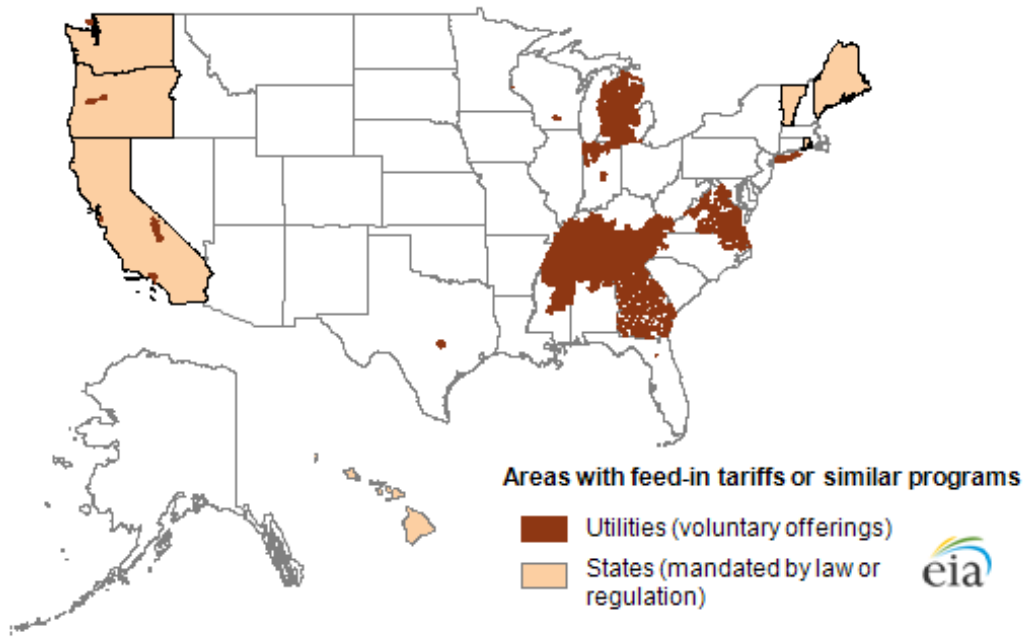 Areas with feed-in tariffs or similar programs
Utilities (voluntary offerings)
States (mandated by law or
regulation)
eia